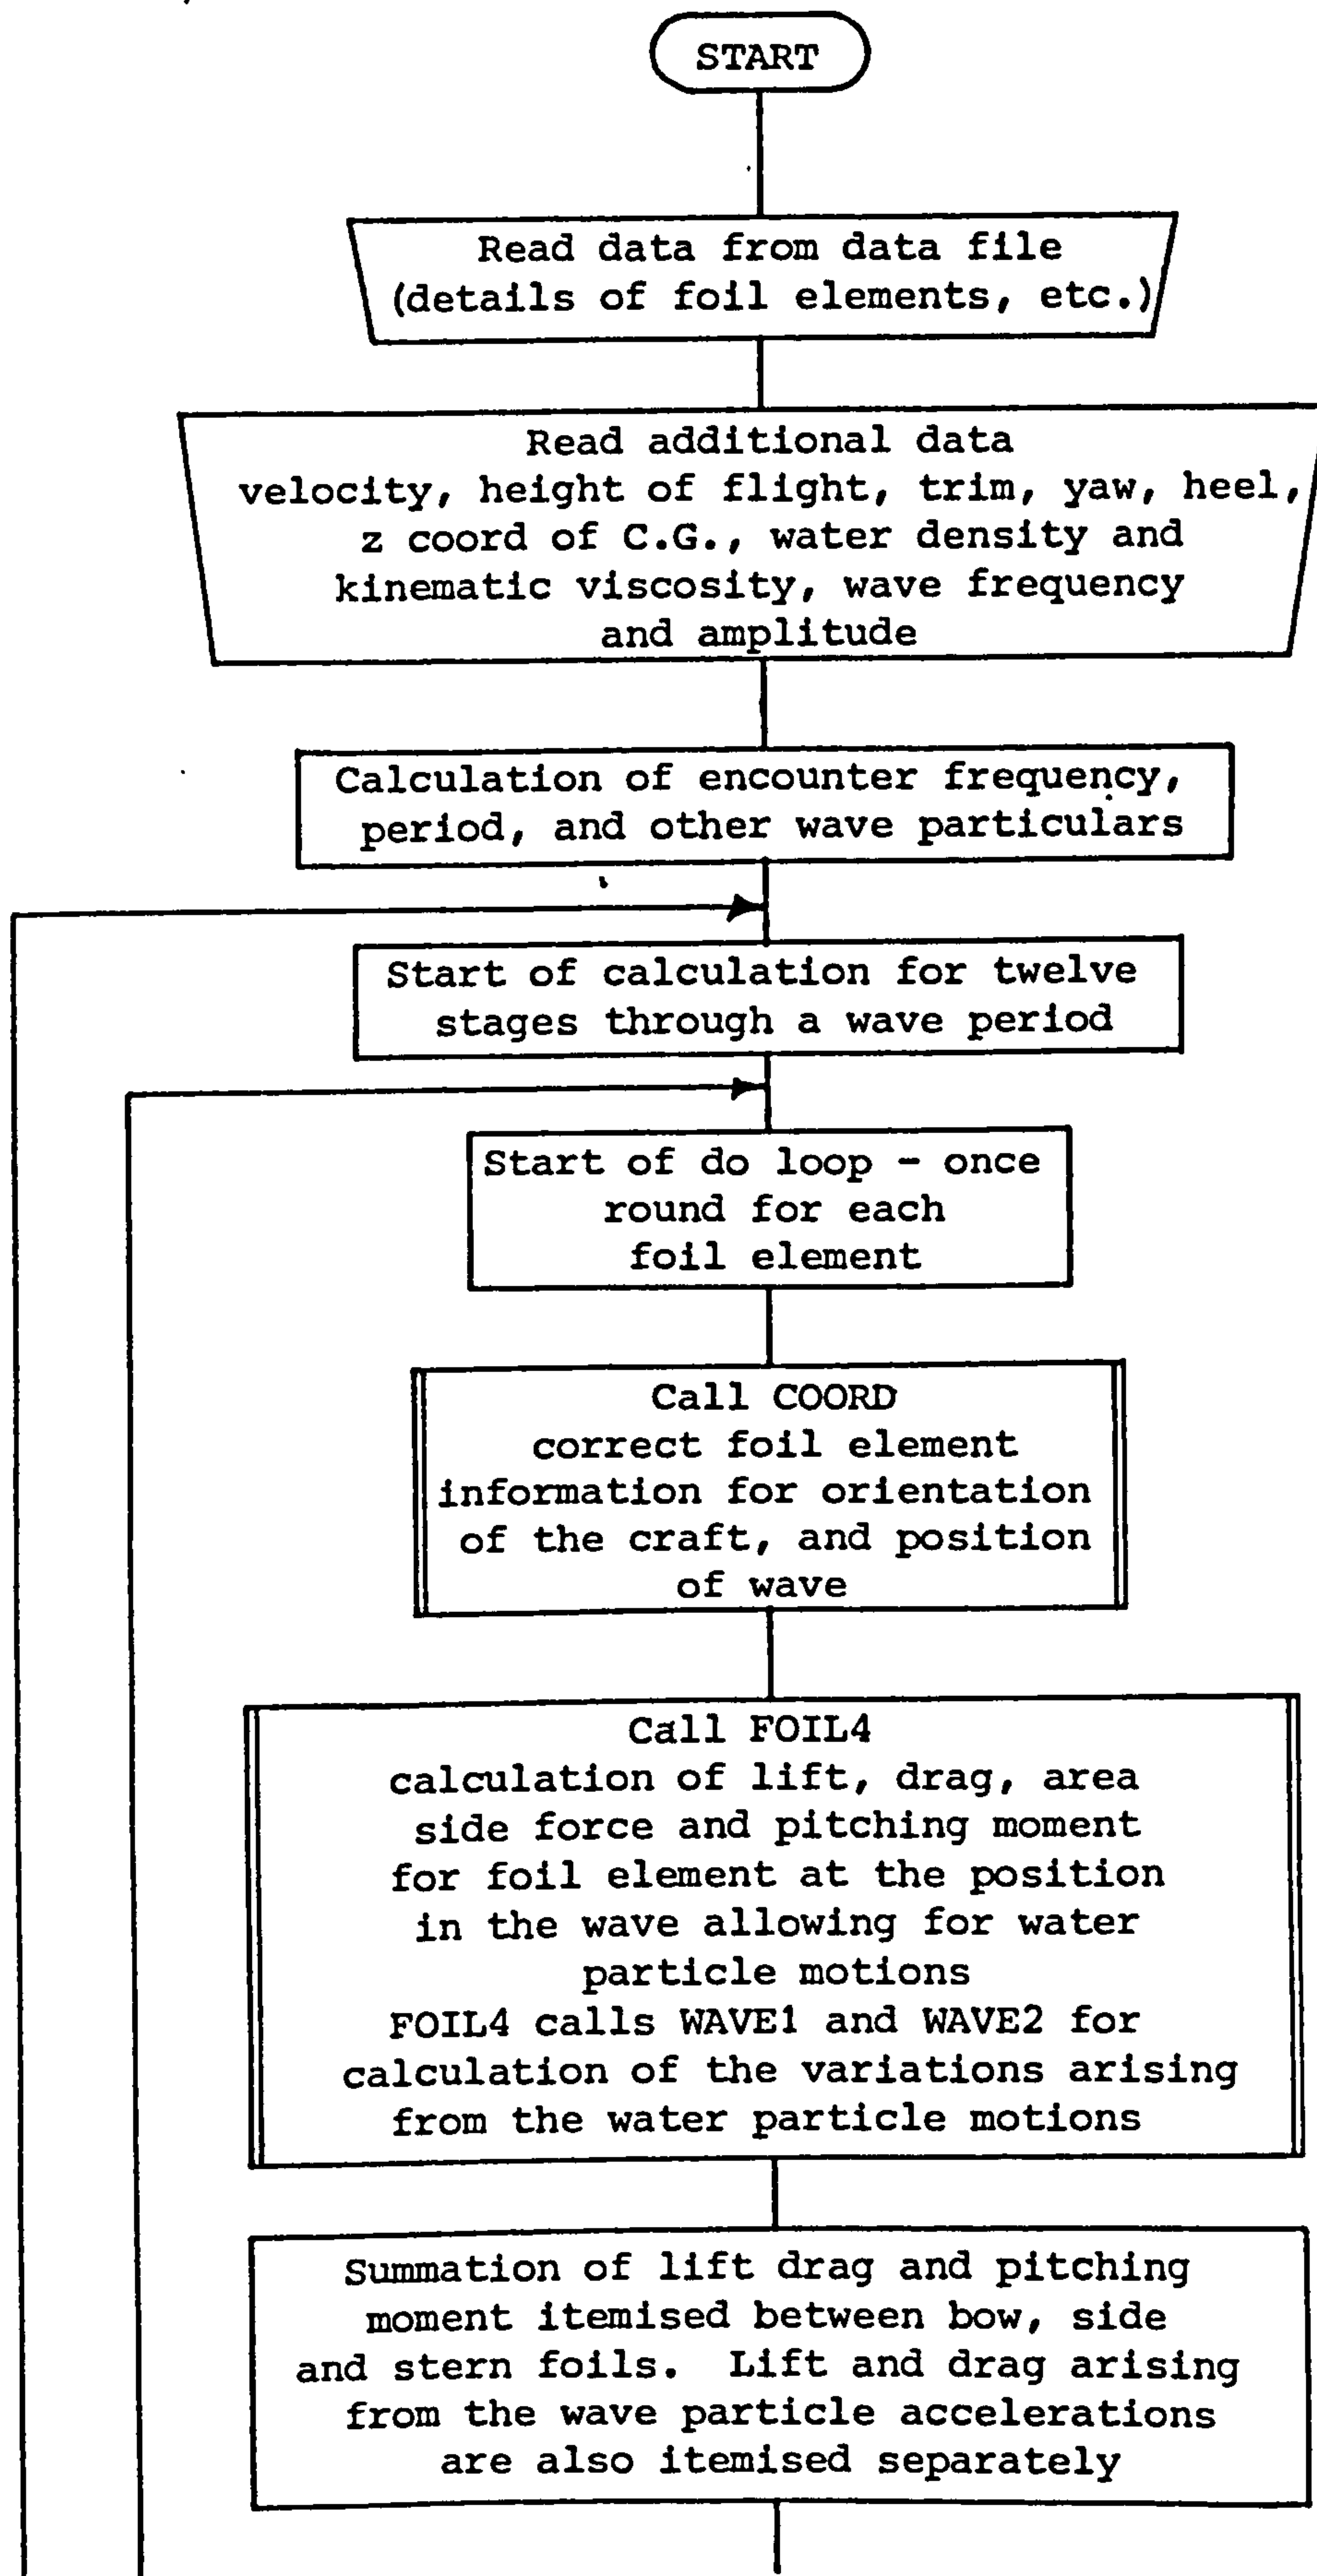 START
Read data from data file
(details of foil elements, etc.)
Read additional data
velocity, height of flight, trim, yaw, heel,
z coord of C.G., water density and
kinematic viscosity, wave frequency
and amplitude
Calculation of encounter frequency,
period, and other wave particulars
Start of calculation for twelve
stages through a wave period
Start of do loop - once
round for each
foil element
Call COORD
correct foil element
information for orientation
of the craft, and position
of wave
Call FOIL4
calculation of lift, drag, area
side force and pitching moment
for foil element at the position
in the wave allowing for water
particle motions
FOIL4 calls WAVE1 and WAVE2 for
calculation of the variations arising
from the water particle motions
Summation of lift drag and pitching
moment itemised between bow, side
and stern foils. Lift and drag arising
from the wave particle accelerations
are also itemised separately